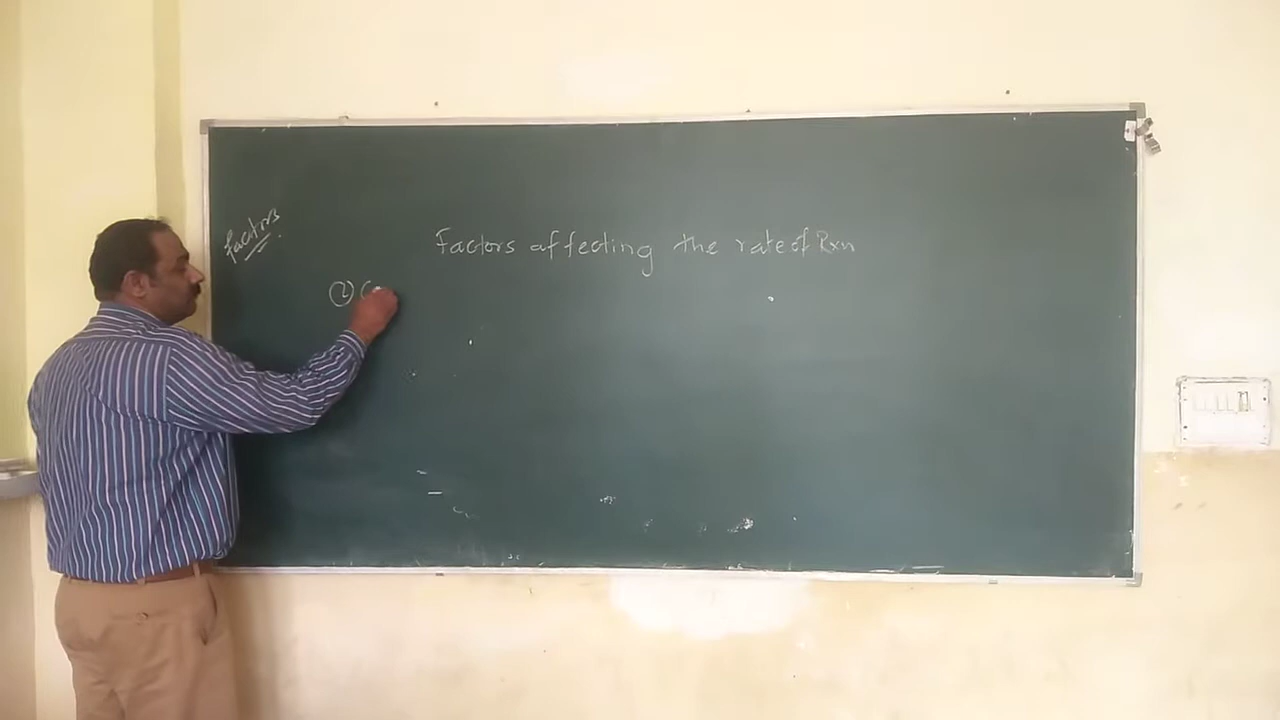 Factors
Factors affecting the rate of Rxn